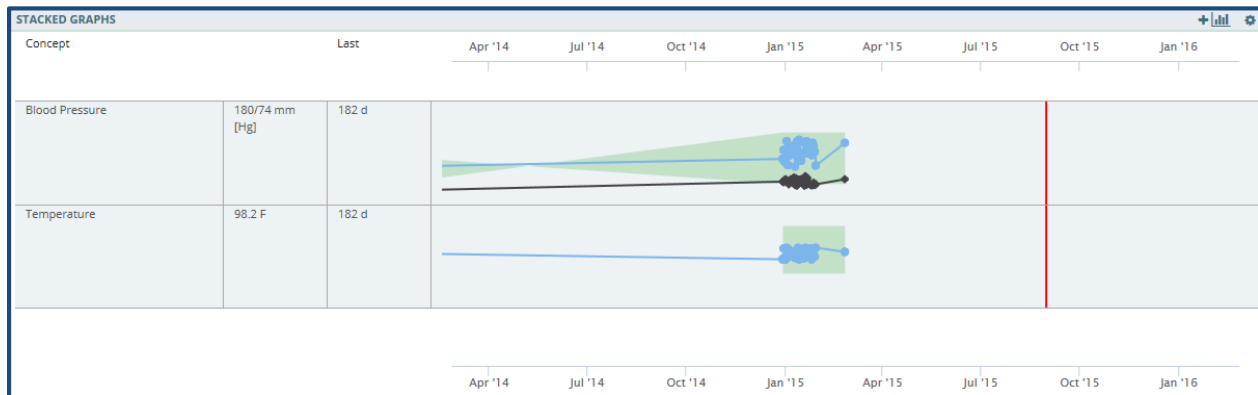 STACKED GRAPHS
Concept Last Apr '14 Jul '14 Oct '14 Jan '15 Apr '15 Jul '15 Oct '15 Jan '16
Blood Pressure 180/74 mm 182 d
[Hg]
Temperature 98.2 F 182 d
Apr '14 Jul '14 Oct '14 Jan '15 Apr '15 Jul '15 Oct '15 Jan '16